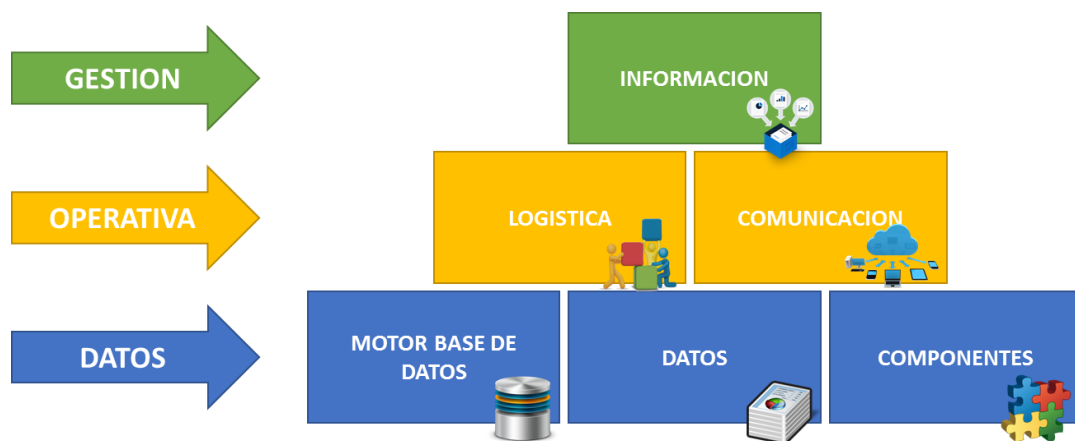 GESTION
INFORMACION
OPERATIVA
LOGISTICA
COMUNICACION
DATOS
MOTOR BASE DE
DATOS
DATOS
COMPONENTES